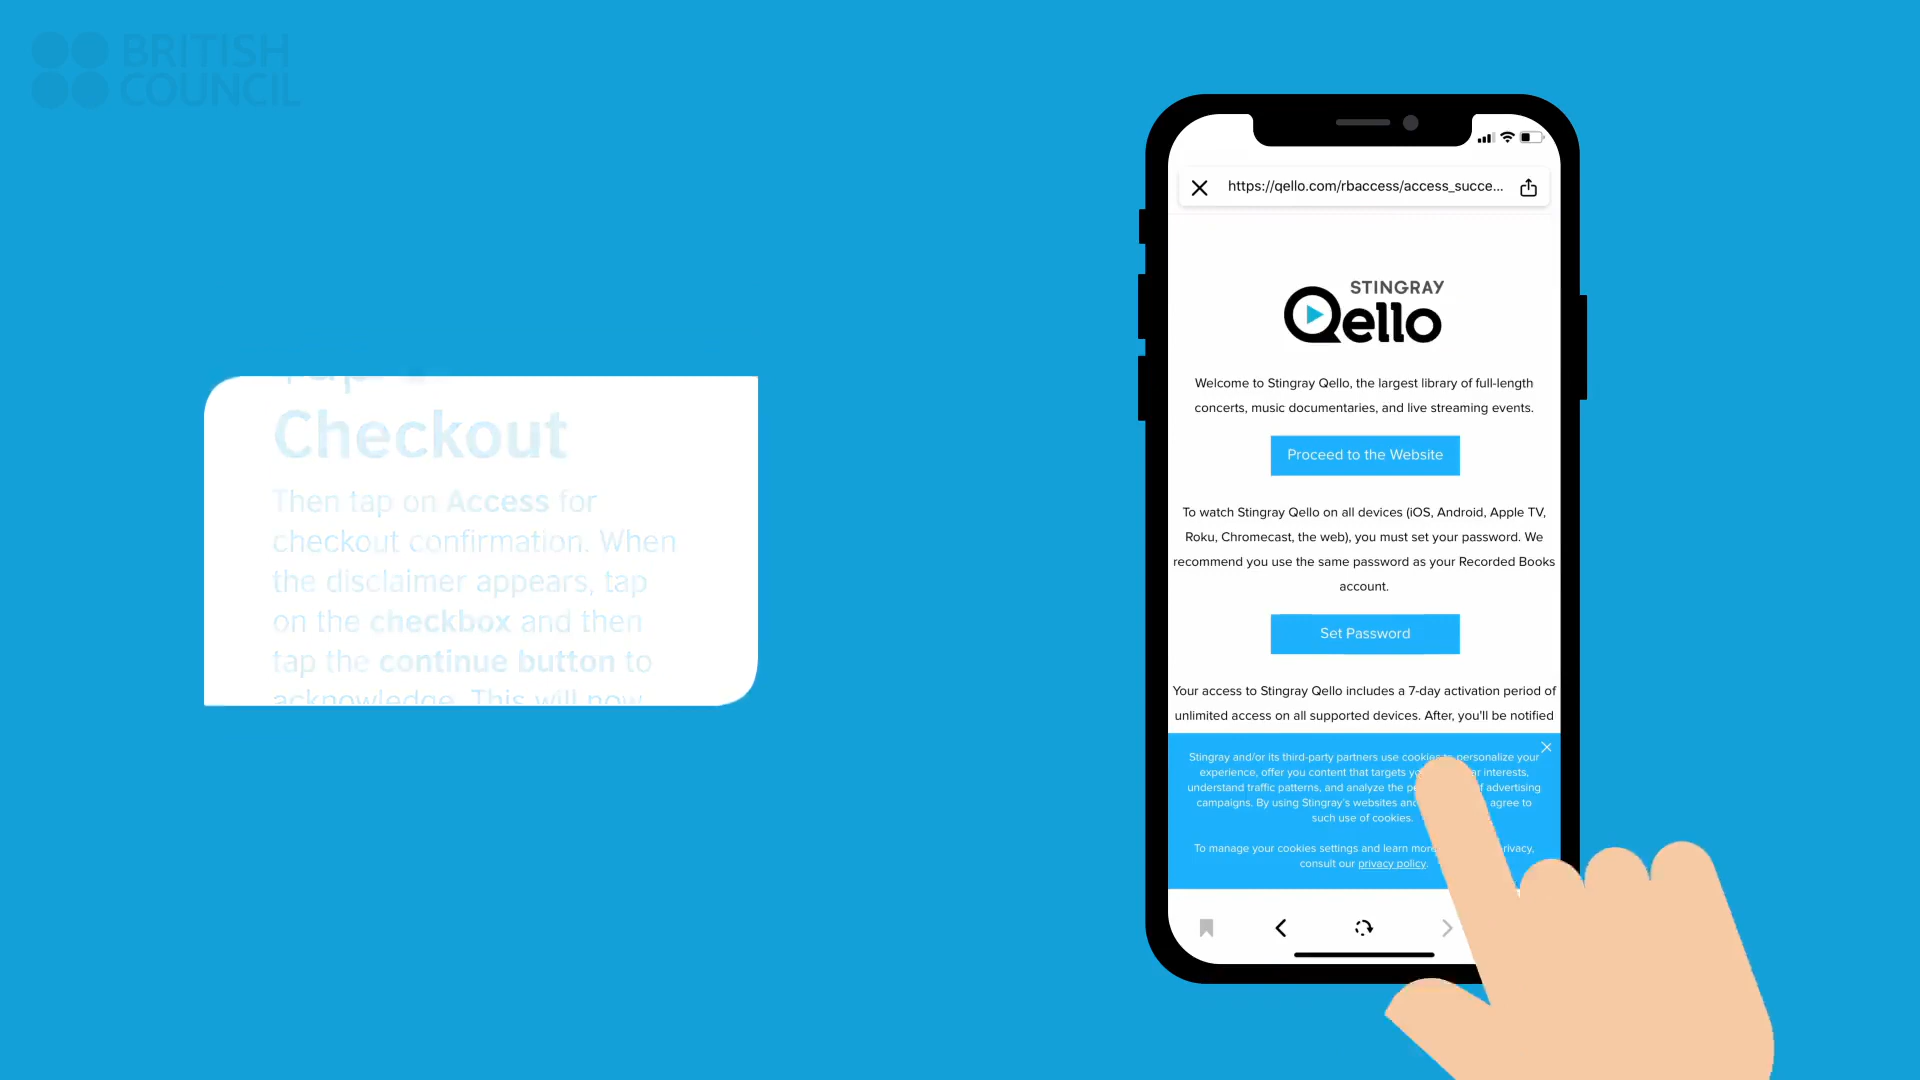 BRITISH
COUNCIL
Checkout
Then tap on Access for
checkout confirmation. When
the disclaimer appears, tap
on the checkbox and then
tap the continue button to
acknowledge. This will now
https://qello.com/rbaccess/access_succe...
STINGRAY
Qello
Welcome to Stingray Qello, the largest library of full-length
concerts, music documentaries, and live streaming events.
Proceed to the Website
To watch Stingray Qello on all devices (iOS, Android, Apple TV,
Roku, Chromecast, the web), you must set your password. We
recommend you use the same password as your Recorded Books
account.
Set Password
Your access to Stingray Qello includes a 7-day activation period of
unlimited access on all supported devices. After, you'll be notified
Stingray and/or its third-party partners use cookies to personalize your
experience, offer you content that targets interests,
understand traffic patterns, and analyze the advertising
campaigns. By using Stingray's websites and agree to
such use of cookies.
To manage your cookies settings and learn more privacy,
consult our privacy policy.